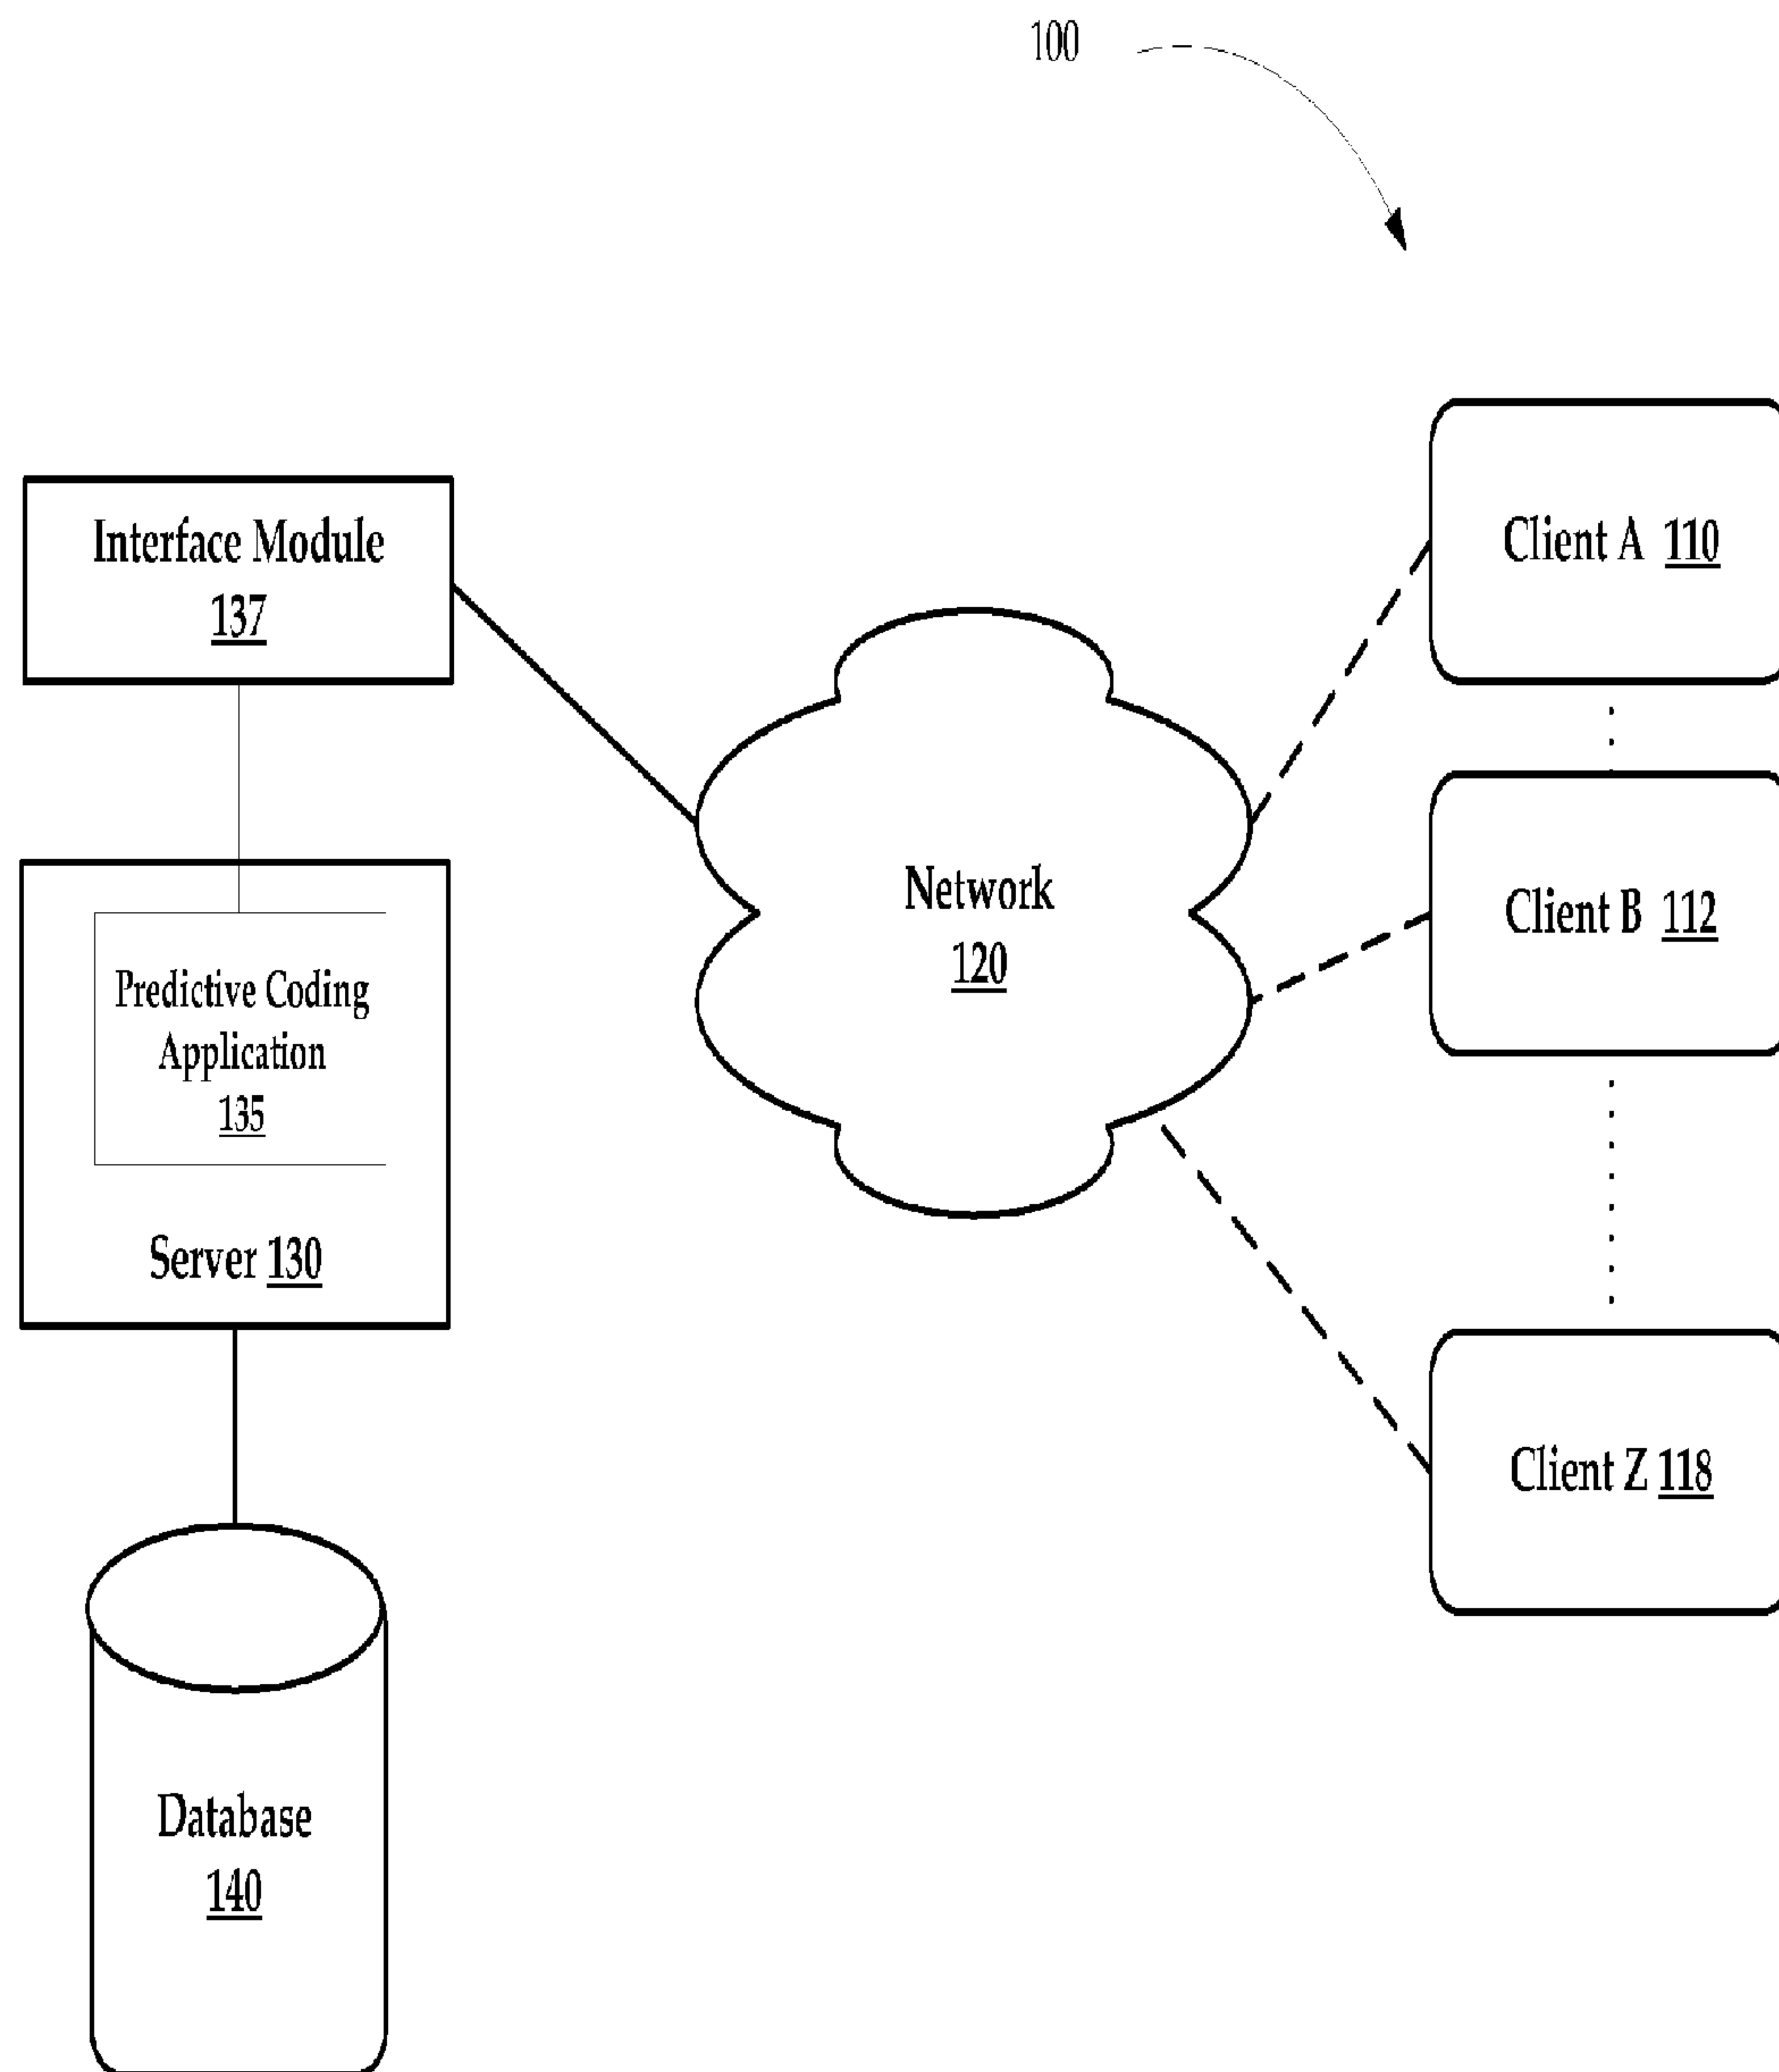 100
Interface Module
137
Client A 110
Network
120
Client B 112
Predictive Coding
Application
135
Server 130
Client Z 118
Database
140